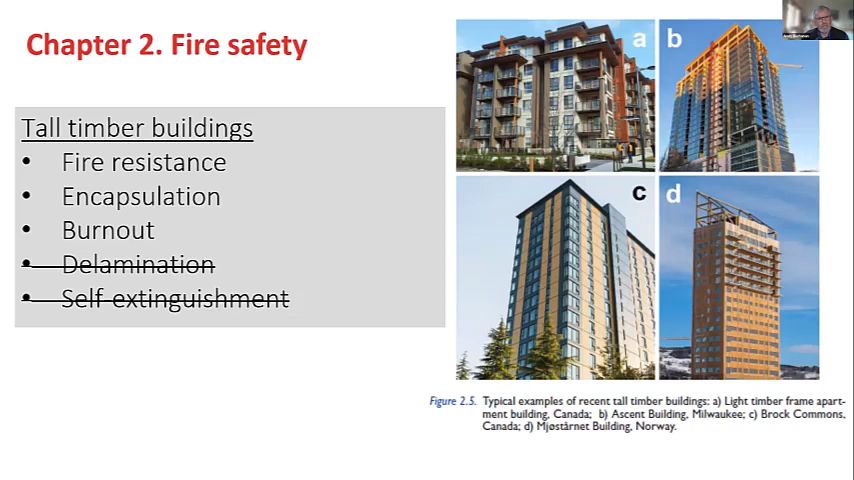 Chapter 2. Fire safety
Tall timber buildings
• Fire resistance
• Encapsulation
• Burnout
• Delamination
• Self-extinguishment
a
b
c
d
Figure 2.5. Typical examples of recent tall timber buildings: a) Light timber frame apart-
ment building, Canada; b) Ascent Building, Milwaukee; c) Brock Commons,
Canada; d) Mjøstårnet Building, Norway.